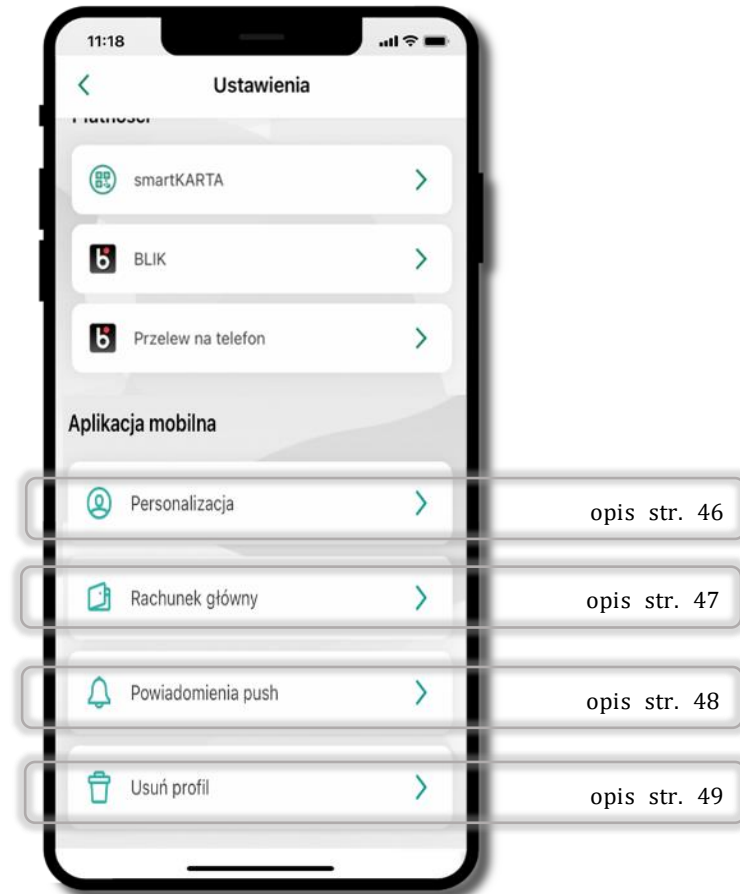 11:18
Ustawienia
Płatności
smartKARTA
BLIK
Przelew na telefon
Aplikacja mobilna
Personalizacja
opis str. 46
Rachunek główny
opis str. 47
Powiadomienia push
opis str. 48
Usuń profil
opis str. 49